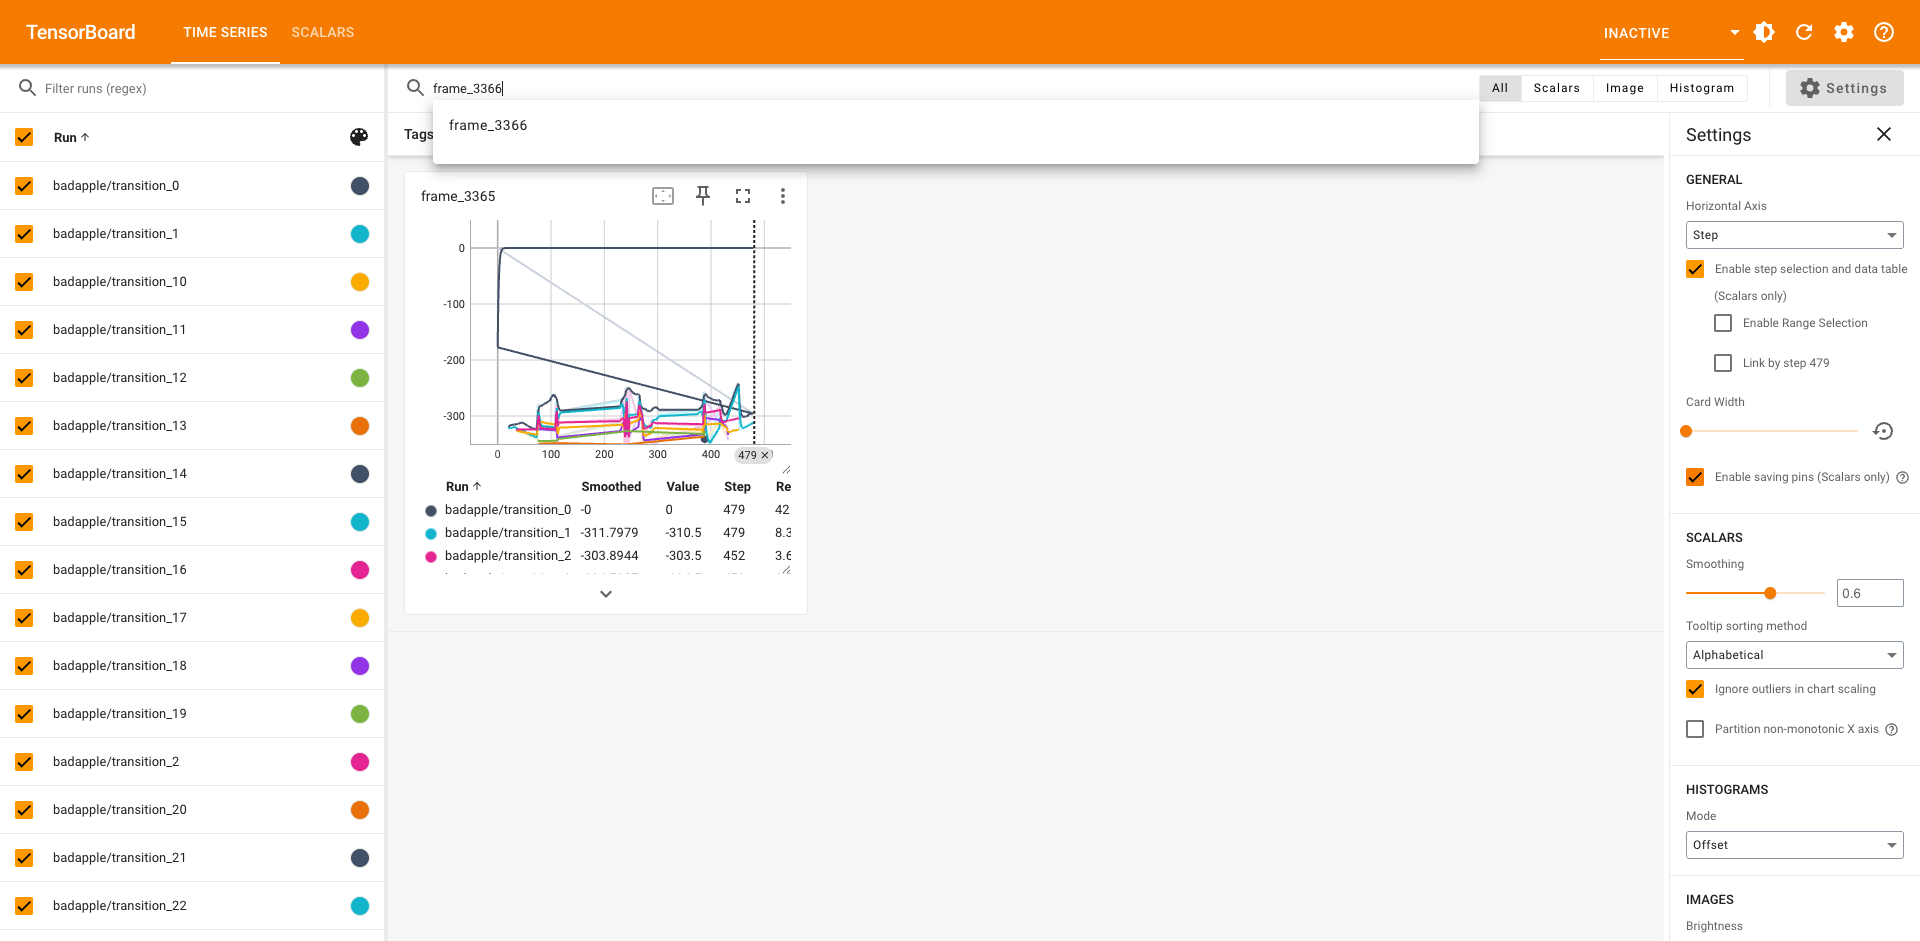 TensorBoard
TIME SERIES
SCALARS
INACTIVE
Filter runs (regex)
frame_3366
All
Scalars
Image
Histogram
Settings
frame_3366
Tags
Run
badapple/transition_0
badapple/transition_1
badapple/transition_10
badapple/transition_11
badapple/transition_12
badapple/transition_13
badapple/transition_14
badapple/transition_15
badapple/transition_16
badapple/transition_17
badapple/transition_18
badapple/transition_19
badapple/transition_2
badapple/transition_20
badapple/transition_21
badapple/transition_22
frame_3365
0
-100
-200
-300
0 100 200 300 400 479
Run Smoothed Value Step Re
badapple/transition_0 -0 0 479 42.
badapple/transition_1 -311.7979 -310.5 479 8.3
badapple/transition_2 -303.8944 -303.5 452 3.6
Settings
GENERAL
Horizontal Axis
Step
Enable step selection and data table
(Scalars only)
Enable Range Selection
Link by step 479
Card Width
Enable saving pins (Scalars only)
SCALARS
Smoothing
0.6
Tooltip sorting method
Alphabetical
Ignore outliers in chart scaling
Partition non-monotonic X axis
HISTOGRAMS
Mode
Offset
IMAGES
Brightness